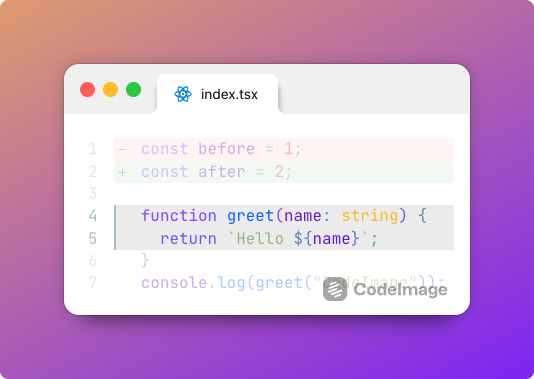 index.tsx
1 - const before = 1;
2 + const after = 2;
3
4 function greet(name: string) {
5   return `Hello ${name}`;
6 }
7 console.log(greet("CodeImage"));
CodeImage